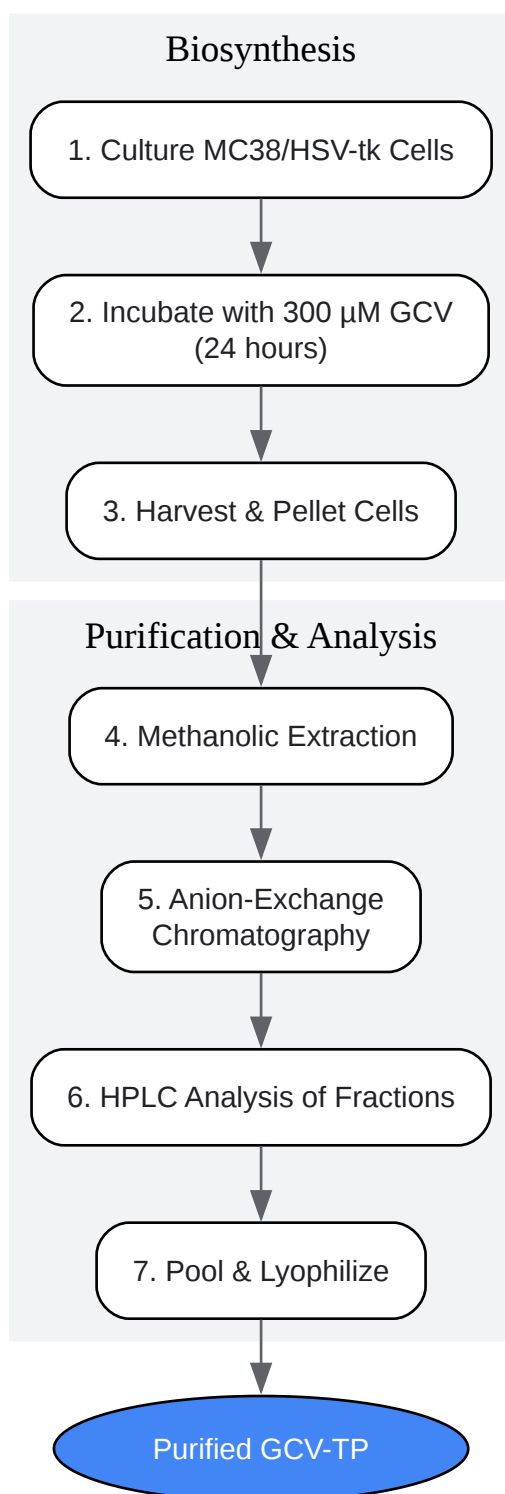 Biosynthesis
1. Culture MC38/HSV-tk Cells
2. Incubate with 300 µM GCV
(24 hours)
3. Harvest & Pellet Cells
Purification & Analysis
4. Methanolic Extraction
5. Anion-Exchange
Chromatography
6. HPLC Analysis of Fractions
7. Pool & Lyophilize
Purified GCV-TP